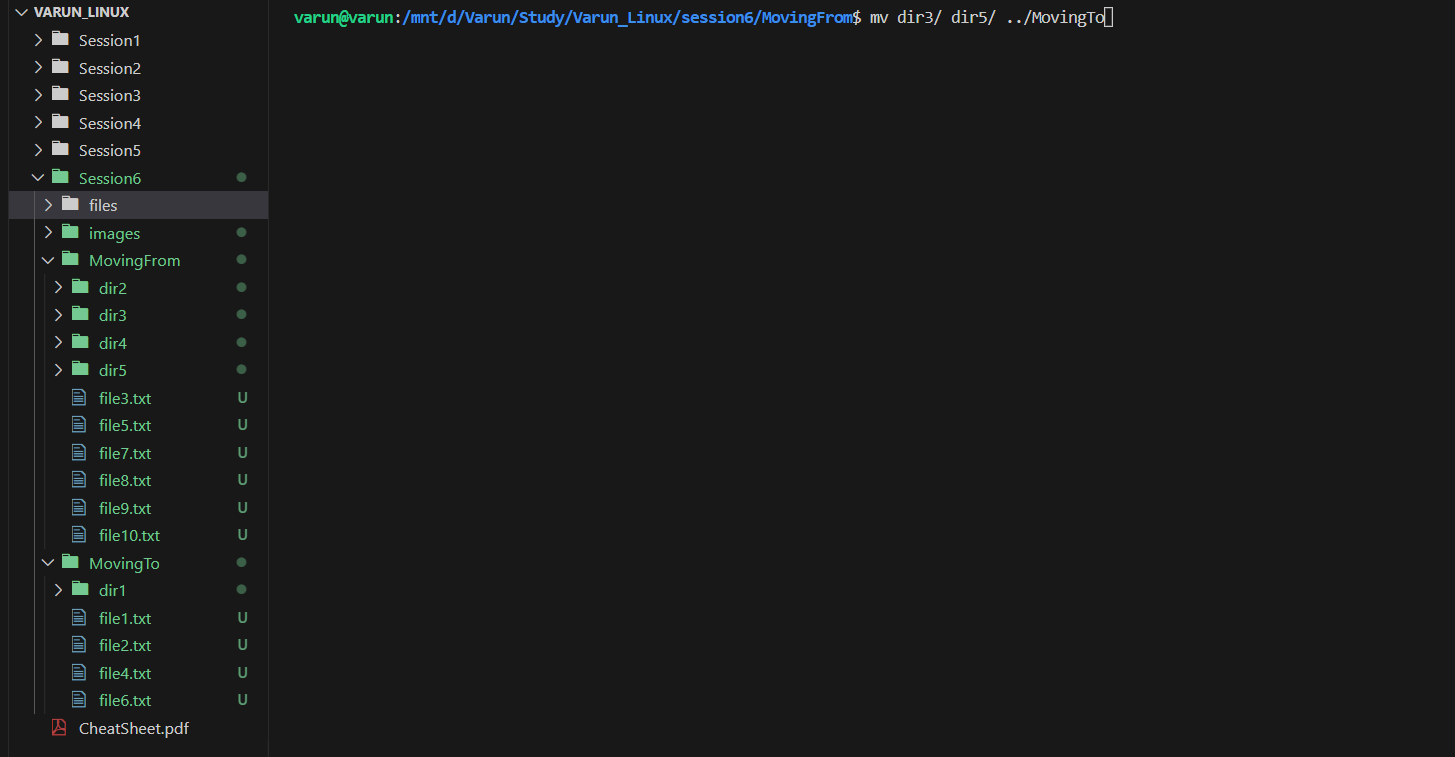 VARUN_LINUX
Session1
Session2
Session3
Session4
Session5
Session6
files
images
MovingFrom
dir2
dir3
dir4
dir5
file3.txt U
file5.txt U
file7.txt U
file8.txt U
file9.txt U
file10.txt U
MovingTo
dir1
file1.txt U
file2.txt U
file4.txt U
file6.txt U
CheatSheet.pdf
varun@varun:/mnt/d/Varun/Study/Varun_Linux/session6/MovingFrom$ mv dir3/ dir5/ ../MovingTo